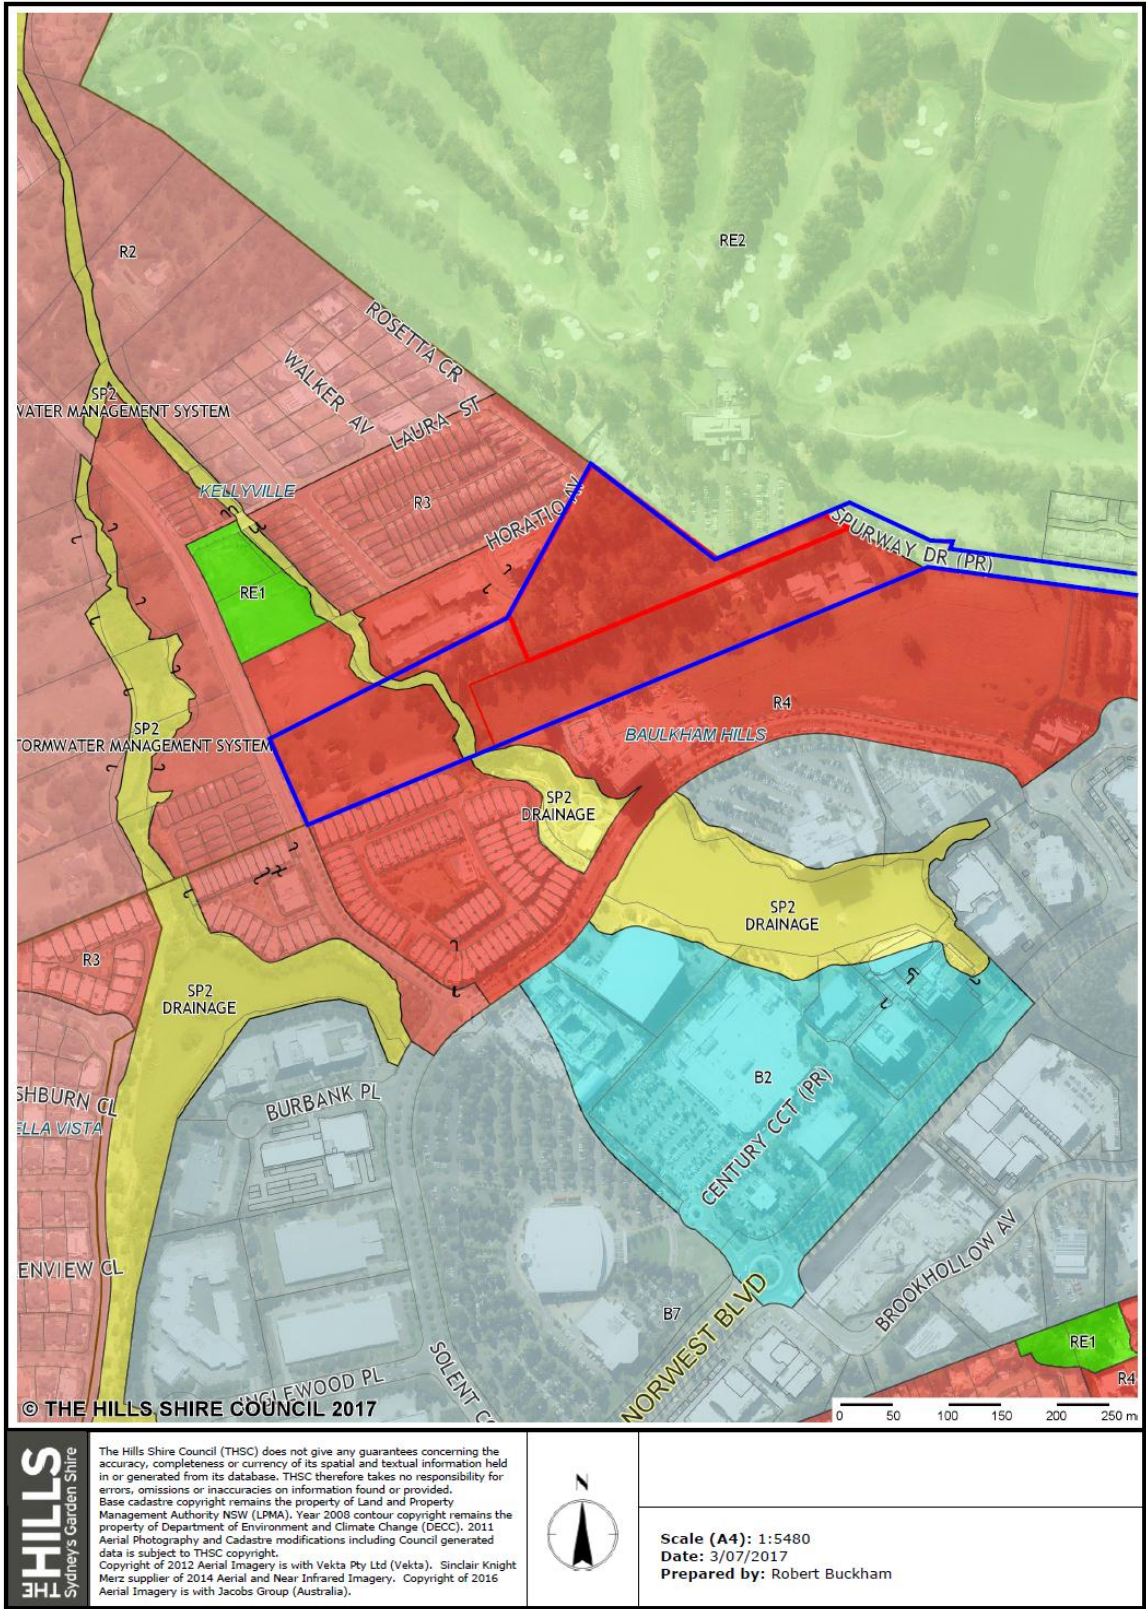 RE2
R2
ROSETTA CR
WALKER AV
LAURA ST
SP2
WATER MANAGEMENT SYSTEM
KELLYVILLE
R3
HORATIO AV
SPURWAY DR (PR)
RE1
R4
SP2
TORMWATER MANAGEMENT SYSTEM
BAULKHAM HILLS
SP2
DRAINAGE
SP2
DRAINAGE
R3
SP2
DRAINAGE
SHBURN CL
ELLA VISTA
BURBANK PL
B2
CENTURY CCT (PR)
ENVIEW CL
BROOKHOLLOW AV
B7
NORWEST BLVD
RE1
R4
SOLENT C
INGLEWOOD PL
© THE HILLS SHIRE COUNCIL 2017
0 50 100 150 200 250 m
THE HILLS
Sydney's Garden Shire
The Hills Shire Council (THSC) does not give any guarantees concerning the
accuracy, completeness or currency of its spatial and textual information held
in or generated from its database. THSC therefore takes no responsibility for
errors, omissions or inaccuracies on information found or provided.
Base cadastre copyright remains the property of Land and Property
Management Authority NSW (LPMA). Year 2008 contour copyright remains the
property of Department of Environment and Climate Change (DECC). 2011
Aerial Photography and Cadastre modifications including Council generated
data is subject to THSC copyright.
Copyright of 2012 Aerial Imagery is with Vekta Pty Ltd (Vekta). Sinclair Knight
Merz supplier of 2014 Aerial and Near Infrared Imagery. Copyright of 2016
Aerial Imagery is with Jacobs Group (Australia).
N
Scale (A4): 1:5480
Date: 3/07/2017
Prepared by: Robert Buckham